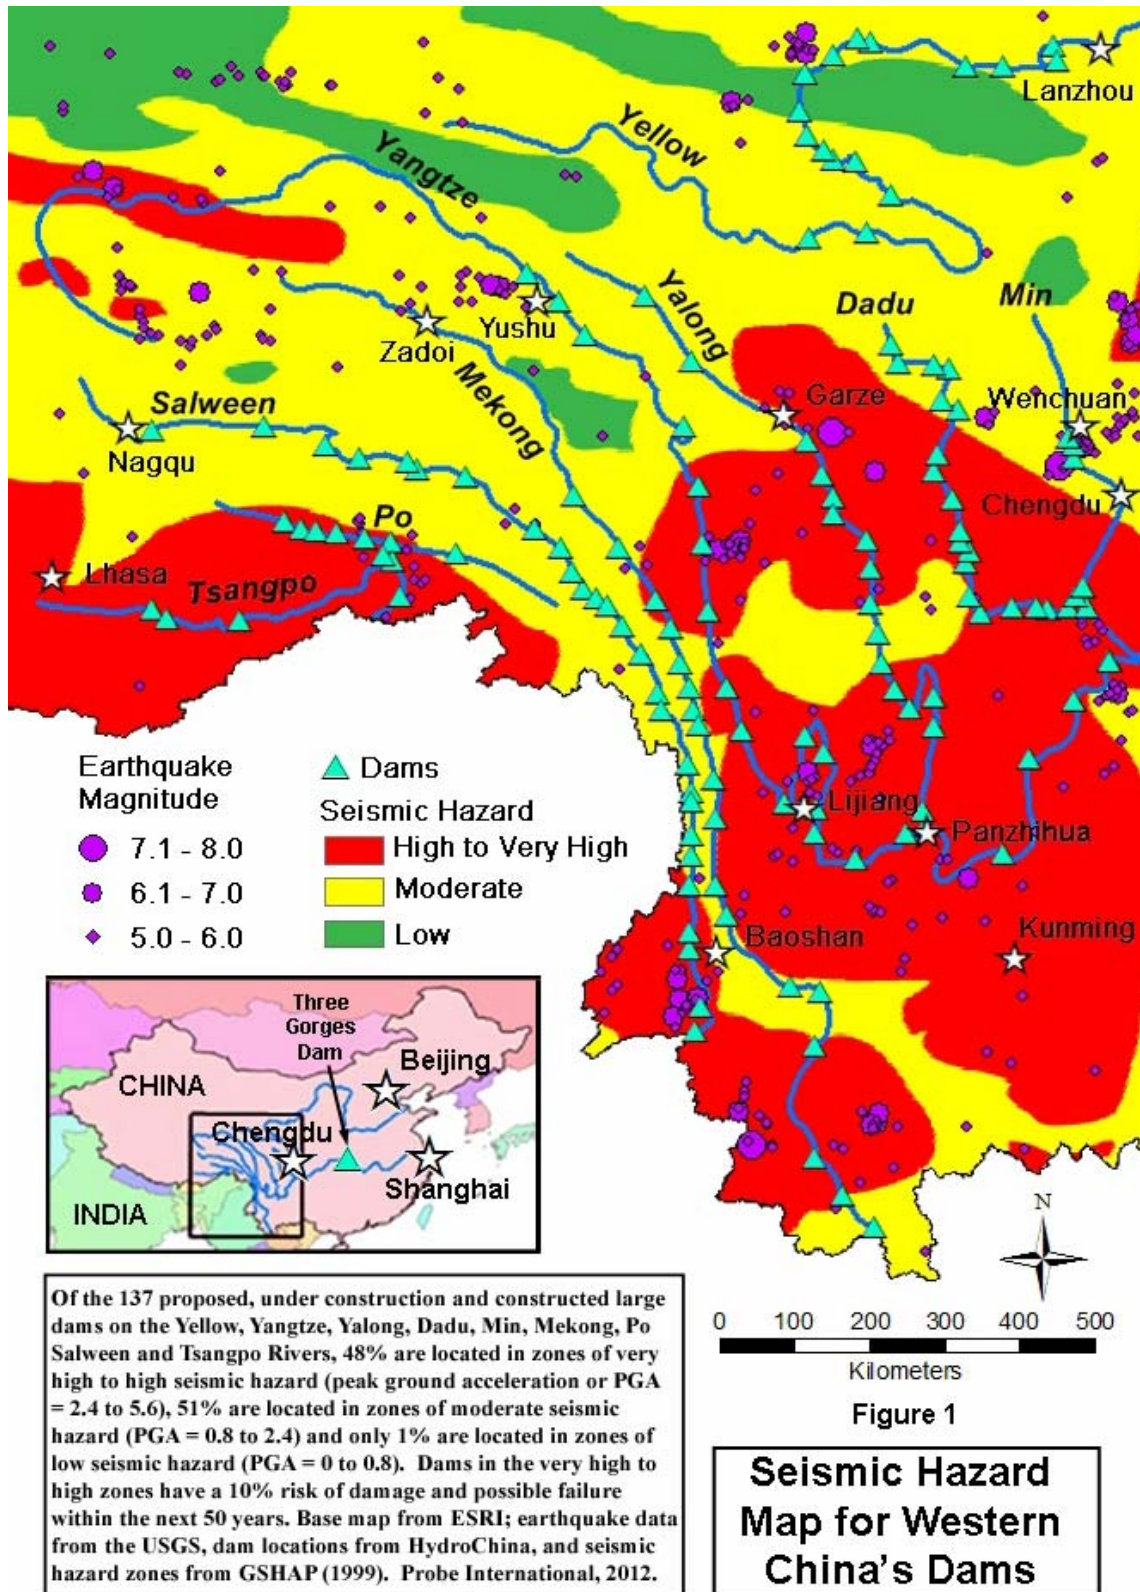 Lanzhou
Yellow
Yangtze
Yalong
Dadu
Min
Yushu
Zadoi
Mekong
Garze
Wenchuan
Salween
Nagqu
Chengdu
Po
Lhasa
Tsangpo
Earthquake
Magnitude
7.1 - 8.0
6.1 - 7.0
5.0 - 6.0
Dams
Seismic Hazard
High to Very High
Moderate
Low
Lijiang
Panzhihua
Baoshan
Kunming
Three
Gorges
Dam
Beijing
CHINA
Chengdu
Shanghai
INDIA
N
0 100 200 300 400 500
Kilometers
Figure 1
Of the 137 proposed, under construction and constructed large
dams on the Yellow, Yangtze, Yalong, Dadu, Min, Mekong, Po
Salween and Tsangpo Rivers, 48% are located in zones of very
high to high seismic hazard (peak ground acceleration or PGA
= 2.4 to 5.6), 51% are located in zones of moderate seismic
hazard (PGA = 0.8 to 2.4) and only 1% are located in zones of
low seismic hazard (PGA = 0 to 0.8). Dams in the very high to
high zones have a 10% risk of damage and possible failure
within the next 50 years. Base map from ESRI; earthquake data
from the USGS, dam locations from HydroChina, and seismic
hazard zones from GSHAP (1999). Probe International, 2012.
Seismic Hazard
Map for Western
China's Dams